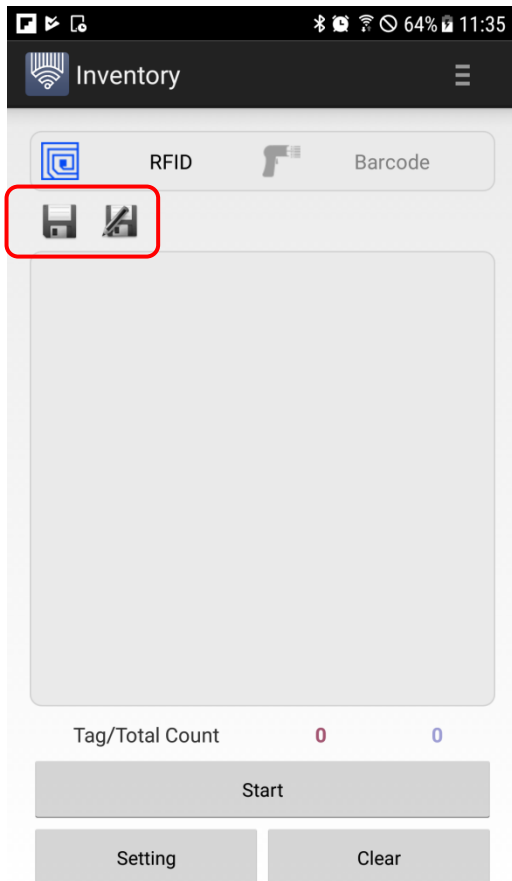 64% 11:35
Inventory
RFID Barcode
Tag/Total Count 0 0
Start
Setting Clear